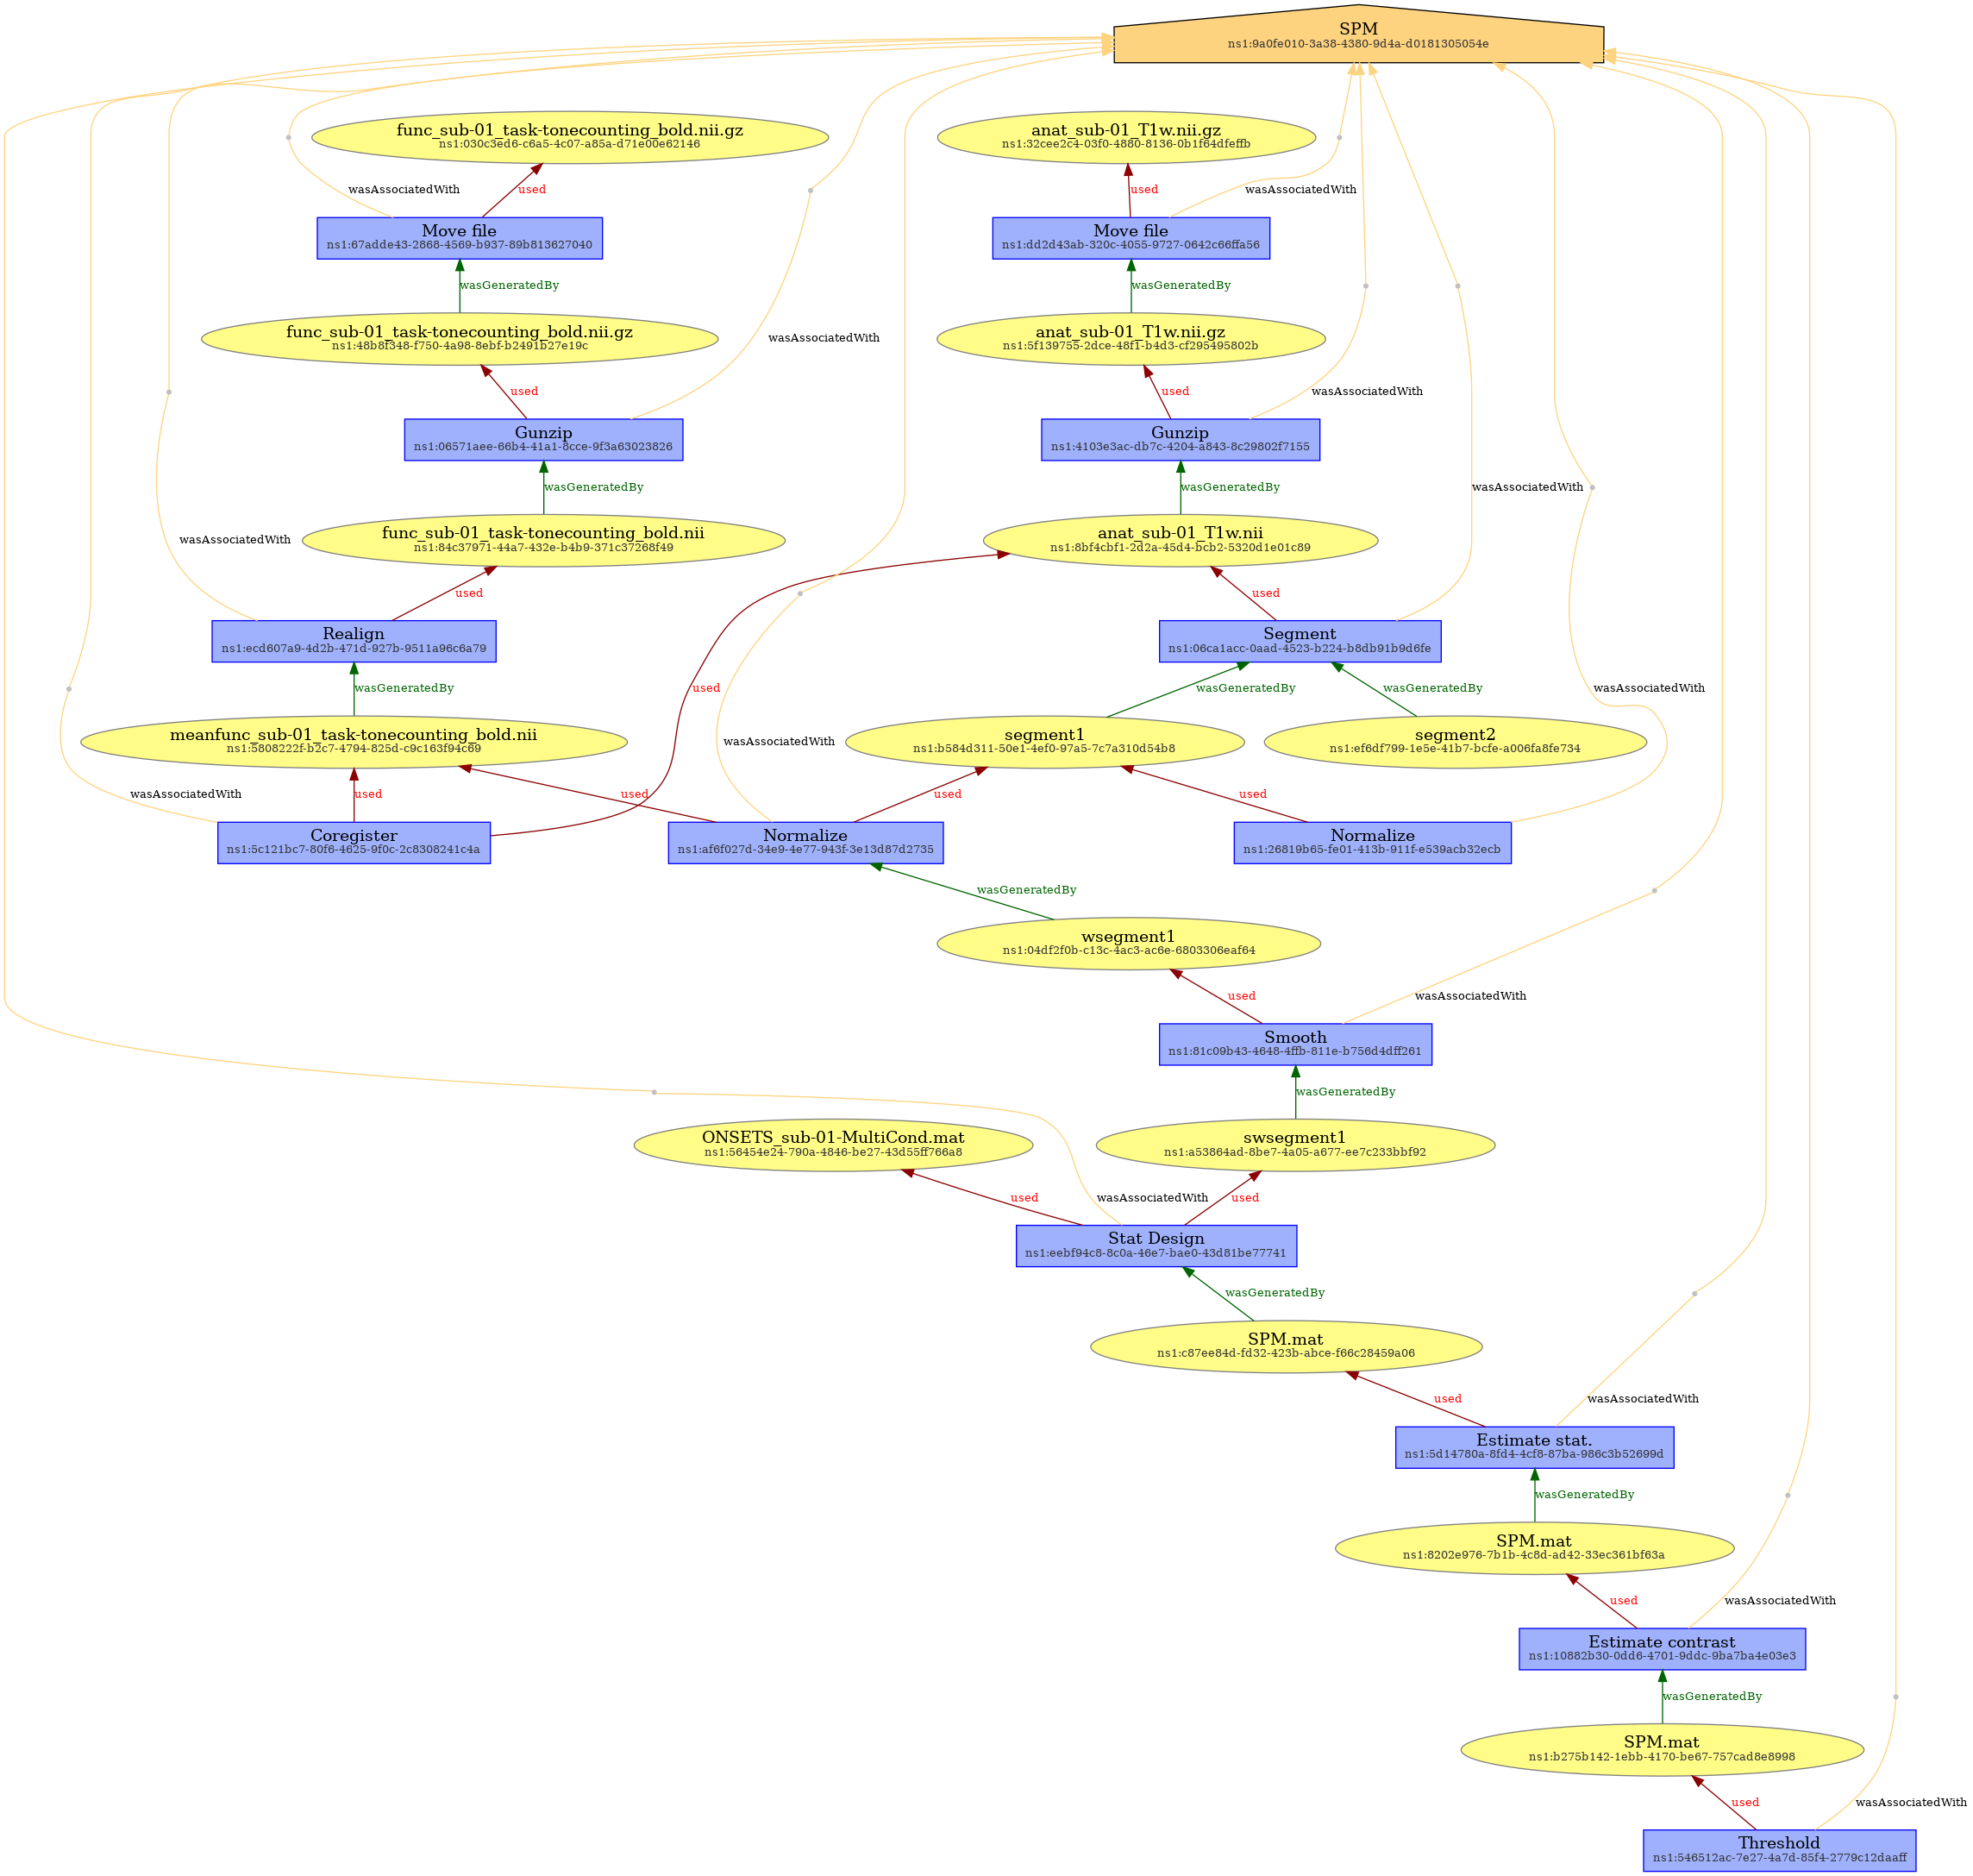 SPM
ns1:9a0fe010-3a38-4380-9d4a-d0181305054e
func_sub-01_task-tonecounting_bold.nii.gz
ns1:030c3ed6-c6a5-4c07-a85a-d71e00e62146
anat_sub-01_T1w.nii.gz
ns1:32cee2c4-03f0-4880-8136-0b1f64dfeffb
wasAssociatedWith
used
used
wasAssociatedWith
Move file
ns1:67adde43-2868-4569-b937-89b813627040
Move file
ns1:dd2d43ab-320c-4055-9727-0642c66ffa56
wasGeneratedBy
wasGeneratedBy
func_sub-01_task-tonecounting_bold.nii.gz
ns1:48b8f348-f750-4a98-8ebf-b2491b27e19c
wasAssociatedWith
anat_sub-01_T1w.nii.gz
ns1:5f139755-2dce-48f1-b4d3-cf295495802b
used
used
wasAssociatedWith
Gunzip
ns1:06571aee-66b4-41a1-8cce-9f3a63023826
Gunzip
ns1:4103e3ac-db7c-4204-a843-8c29802f7155
wasGeneratedBy
wasGeneratedBy
wasAssociatedWith
wasAssociatedWith
func_sub-01_task-tonecounting_bold.nii
ns1:84c37971-44a7-432e-b4b9-371c37268f49
anat_sub-01_T1w.nii
ns1:8bf4cbf1-2d2a-45d4-bcb2-5320d1e01c89
used
used
Realign
ns1:ecd607a9-4d2b-471d-927b-9511a96c6a79
Segment
ns1:06ca1acc-0aad-4523-b224-b8db91b9d6fe
wasGeneratedBy
used
wasGeneratedBy
wasGeneratedBy
wasAssociatedWith
meanfunc_sub-01_task-tonecounting_bold.nii
ns1:5808222f-b2c7-4794-825d-c9c163f94c69
wasAssociatedWith
segment1
ns1:b584d311-50e1-4ef0-97a5-7c7a310d54b8
segment2
ns1:ef6df799-1e5e-41b7-bcfe-a006fa8fe734
wasAssociatedWith
used
used
used
used
Coregister
ns1:5c121bc7-80f6-4625-9f0c-2c8308241c4a
Normalize
ns1:af6f027d-34e9-4e77-943f-3e13d87d2735
Normalize
ns1:26819b65-fe01-413b-911f-e539acb32ecb
wasGeneratedBy
wsegment1
ns1:04df2f0b-c13c-4ac3-ac6e-6803306eaf64
used
wasAssociatedWith
Smooth
ns1:81c09b43-4648-4ffb-811e-b756d4dff261
wasGeneratedBy
ONSETS_sub-01-MultiCond.mat
ns1:56454e24-790a-4846-be27-43d55ff766a8
swsegment1
ns1:a53864ad-8be7-4a05-a677-ee7c233bbf92
used
wasAssociatedWith
used
Stat Design
ns1:eebf94c8-8c0a-46e7-bae0-43d81be77741
wasGeneratedBy
SPM.mat
ns1:c87ee84d-fd32-423b-abce-f66c28459a06
used
wasAssociatedWith
Estimate stat.
ns1:5d14780a-8fd4-4cf8-87ba-986c3b52699d
wasGeneratedBy
SPM.mat
ns1:8202e976-7b1b-4c8d-ad42-33ec361bf63a
used
wasAssociatedWith
Estimate contrast
ns1:10882b30-0dd6-4701-9ddc-9ba7ba4e03e3
wasGeneratedBy
SPM.mat
ns1:b275b142-1ebb-4170-be67-757cad8e8998
used
wasAssociatedWith
Threshold
ns1:546512ac-7e27-4a7d-85f4-2779c12daaff